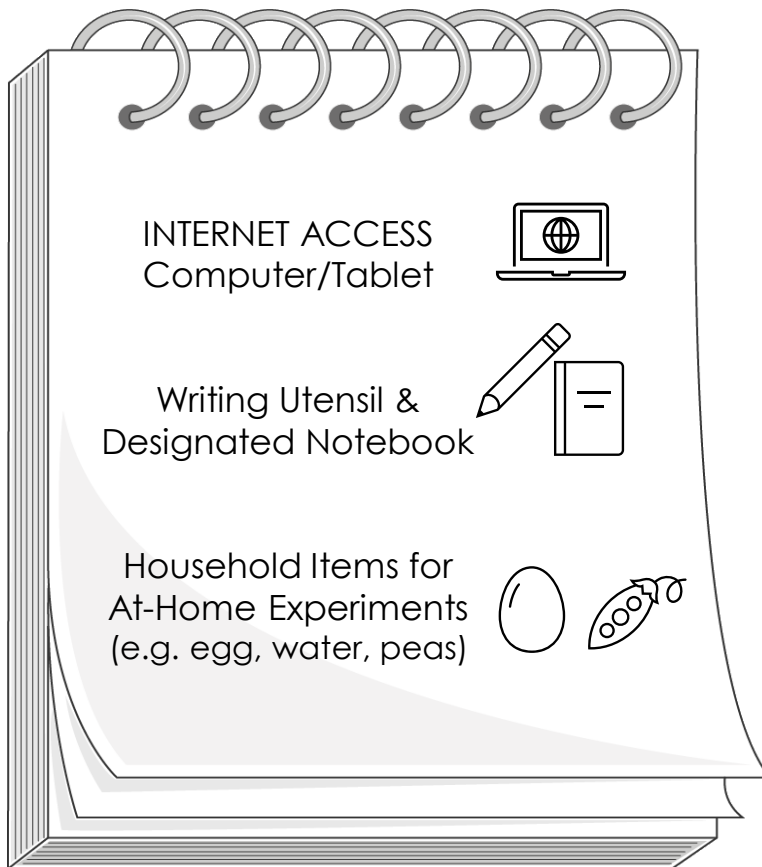 INTERNET ACCESS
Computer/Tablet
Writing Utensil &
Designated Notebook
Household Items for
At-Home Experiments
(e.g. egg, water, peas)